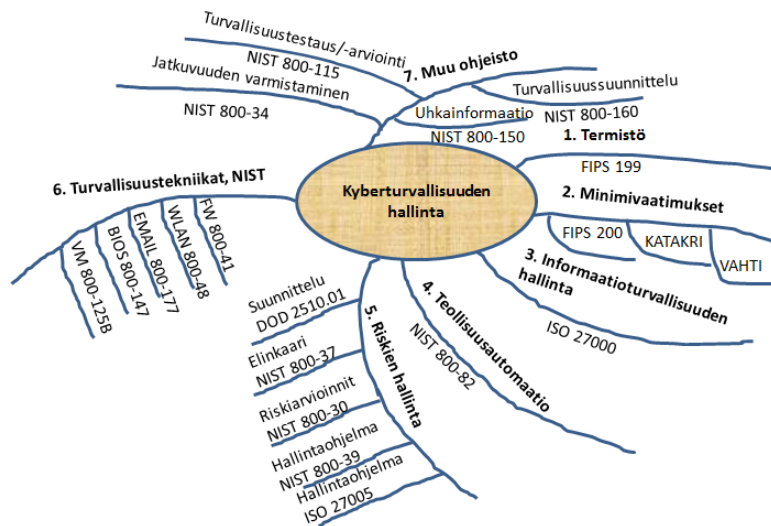 Kyberturvallisuuden
hallinta
1. Termistö
FIPS 199
2. Minimivaatimukset
FIPS 200
KATAKRI
VAHTI
3. Informaatioturvallisuuden
hallinta
ISO 27000
4. Teollisuusautomaatio
NIST 800-82
5. Riskien hallinta
Suunnittelu
DOD 2510.01
Elinkaari
NIST 800-37
Riskiarvioinnit
NIST 800-30
Hallintaohjelma
NIST 800-39
Hallintaohjelma
ISO 27005
6. Turvallisuustekniikat, NIST
FW 800-41
WLAN 800-48
EMAIL 800-177
BIOS 800-147
VM 800-125B
7. Muu ohjeisto
Turvallisuustestaus/-arviointi
NIST 800-115
Jatkuvuuden varmistaminen
NIST 800-34
Turvallisuussuunnittelu
NIST 800-160
Uhkainformaatio
NIST 800-150